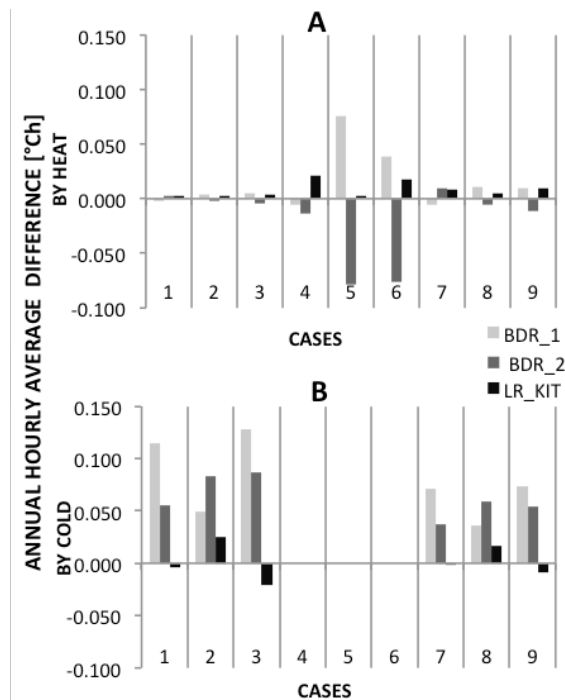 A
ANNUAL HOURLY AVERAGE DIFFERENCE [°Ch]
BY HEAT
0.150
0.100
0.050
0.000
-0.050
-0.100
1 2 3 4 5 6 7 8 9
CASES
BDR_1
BDR_2
LR_KIT
B
BY COLD
0.150
0.100
0.050
0.000
-0.050
-0.100
1 2 3 4 5 6 7 8 9
CASES